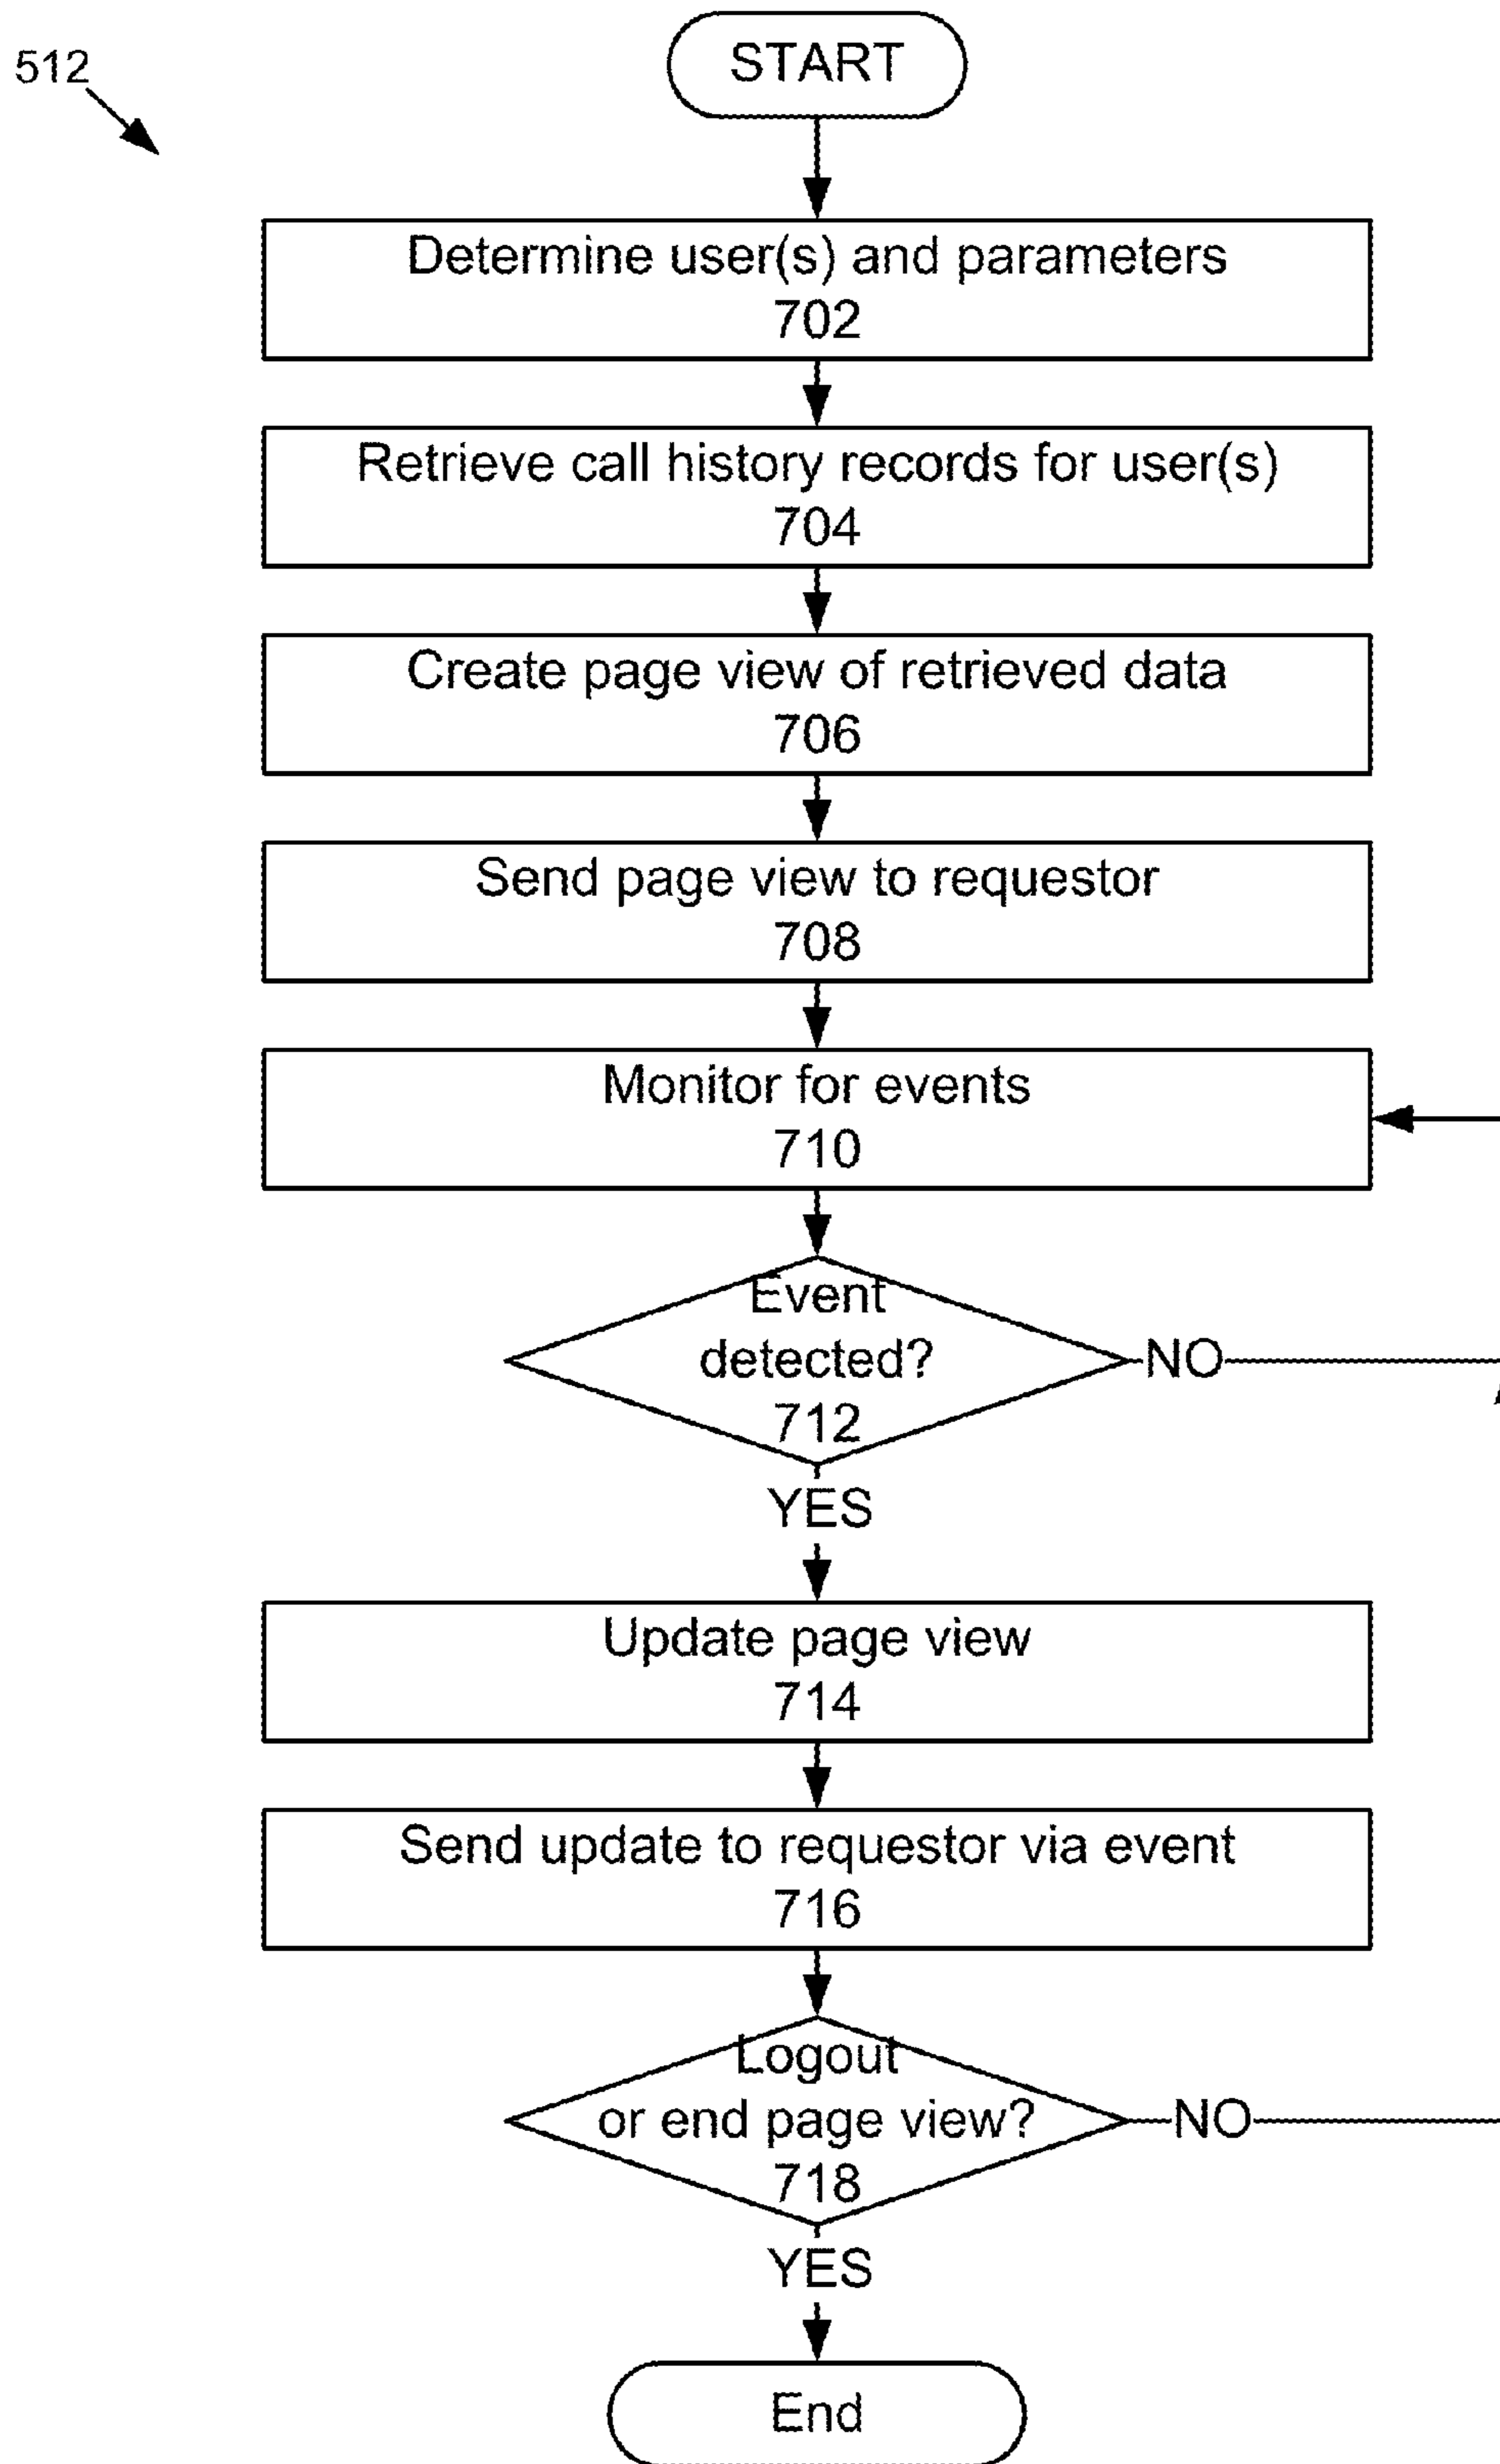 512
START
Determine user(s) and parameters
702
Retrieve call history records for user(s)
704
Create page view of retrieved data
706
Send page view to requestor
708
Monitor for events
710
Event
detected?
712
NO
YES
Update page view
714
Send update to requestor via event
716
Logout
or end page view?
718
NO
YES
End